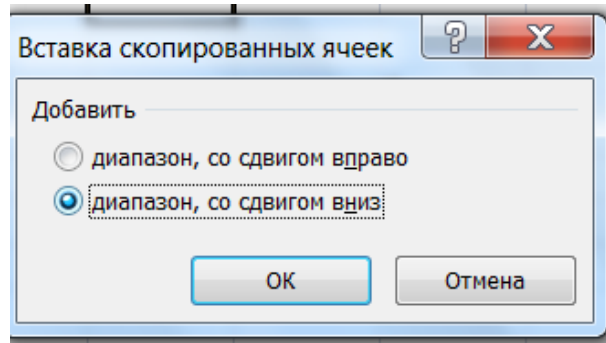 Вставка скопированных ячеек
Добавить
диапазон, со сдвигом вправо
диапазон, со сдвигом вниз
ОК Отмена